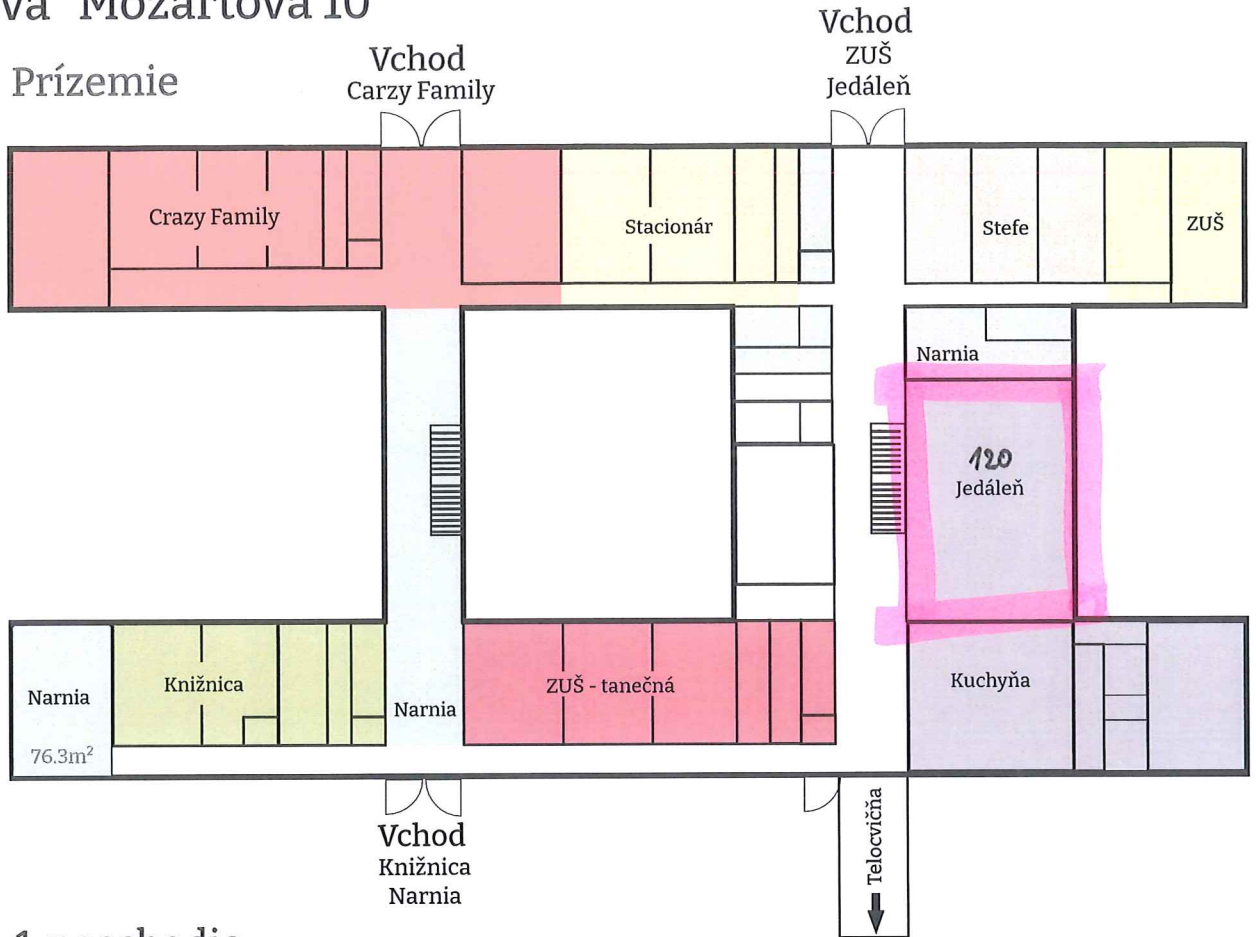 Mozartova 10
Prízemie
Vchod
Carzy Family
Vchod
ZUŠ
Jedáleň
Crazy Family
Stacionár
Stefe
ZUŠ
Narnia
120
Jedáleň
Narnia
76.3m²
Knižnica
Narnia
ZUŠ - tanečná
Kuchyňa
Vchod
Knižnica
Narnia
Telocvičňa